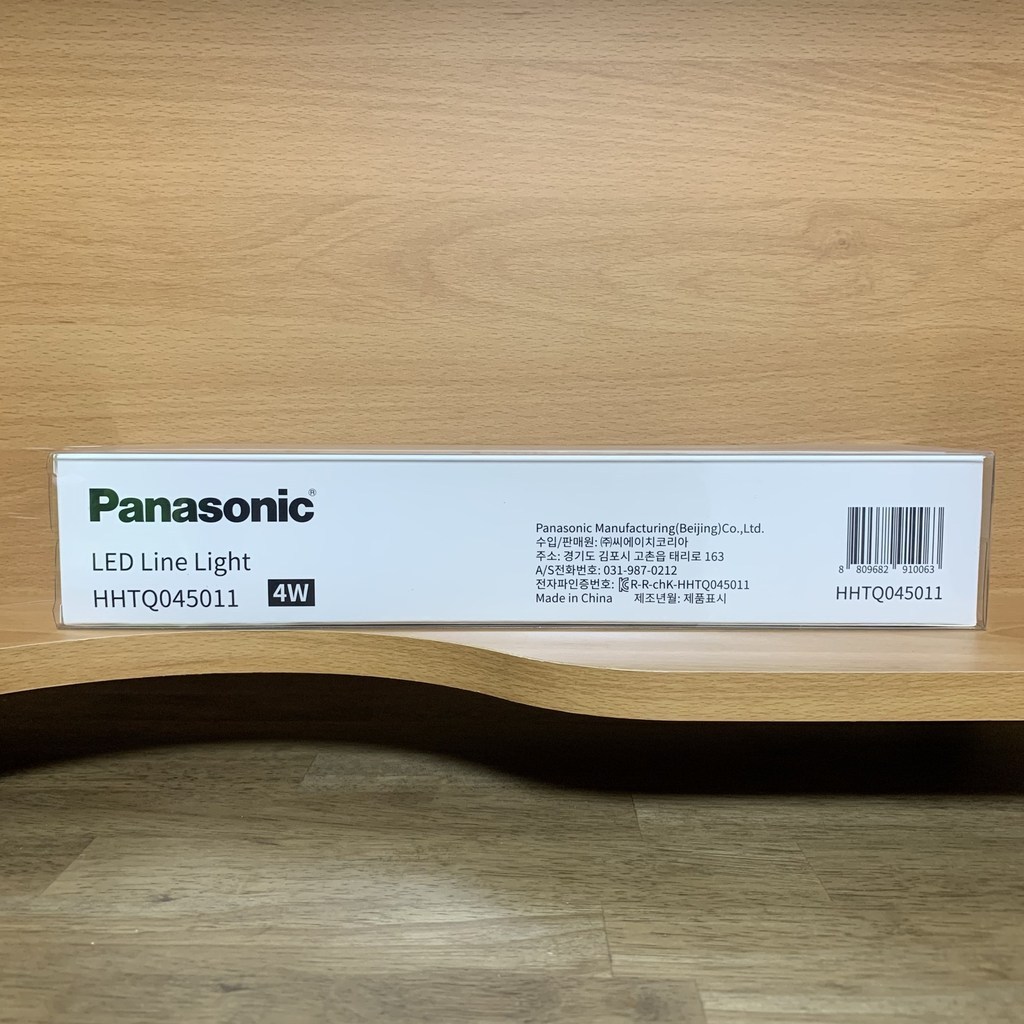 Panasonic®
LED Line Light
HHTQ045011 4W
Panasonic Manufacturing(Beijing)Co.,Ltd.
수입/판매원: ㈜씨에이치코리아
주소: 경기도 김포시 고촌읍 태리로 163
A/S전화번호: 031-987-0212
전자파인증번호: R-R-chK-HHTQ045011
Made in China 제조년월: 제품표시
8 809682 910063
HHTQ045011